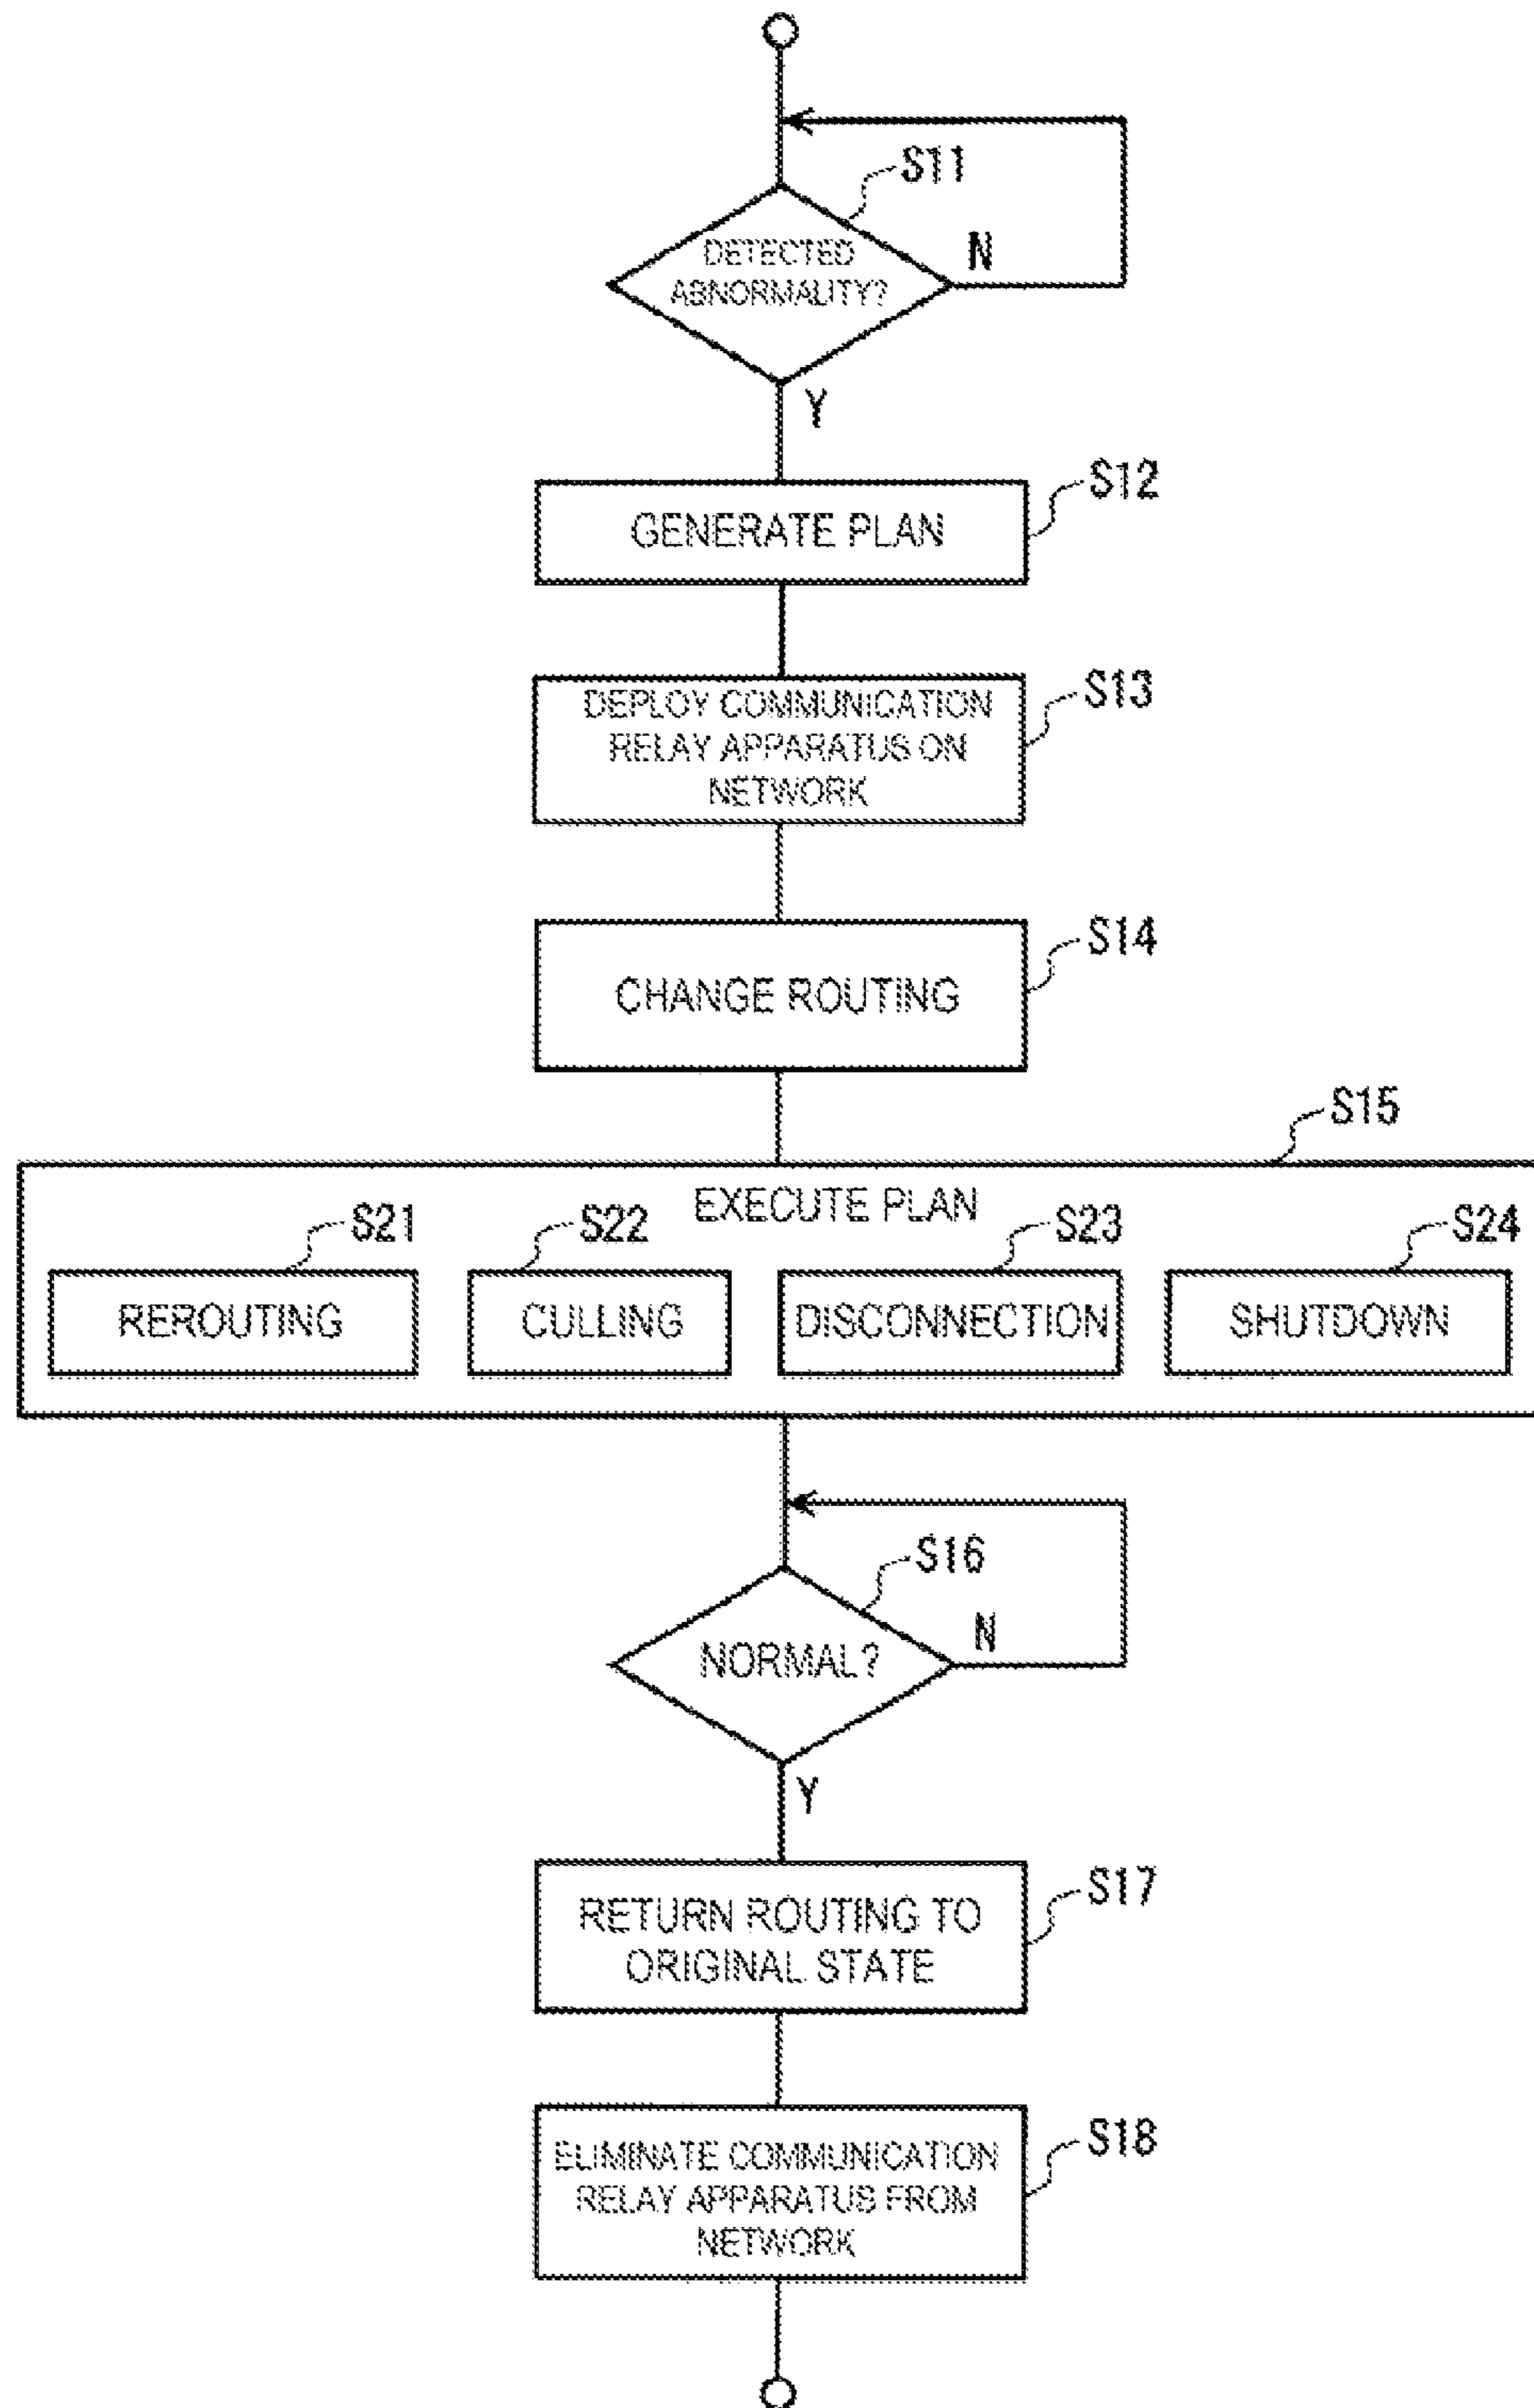 S11
DETECTED
ABNORMALITY?
N
Y
S12
GENERATE PLAN
S13
DEPLOY COMMUNICATION
RELAY APPARATUS ON
NETWORK
S14
CHANGE ROUTING
S15
EXECUTE PLAN
S21
S22
S23
S24
REROUTING
CULLING
DISCONNECTION
SHUTDOWN
S16
NORMAL?
N
Y
S17
RETURN ROUTING TO
ORIGINAL STATE
S18
ELIMINATE COMMUNICATION
RELAY APPARATUS FROM
NETWORK